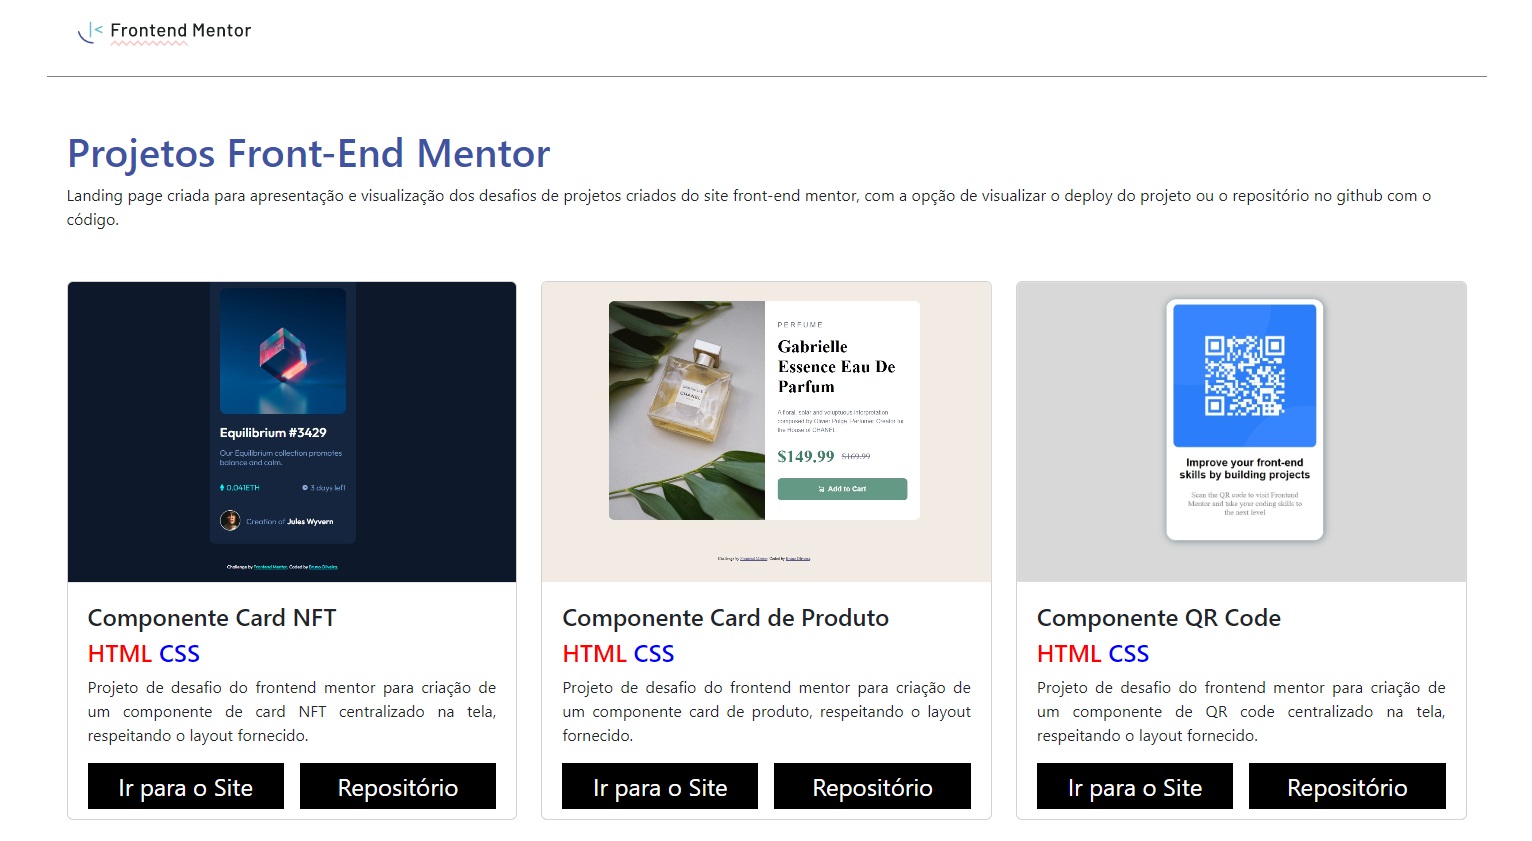 Frontend Mentor
Projetos Front-End Mentor
Landing page criada para apresentação e visualização dos desafios de projetos criados do site front-end mentor, com a opção de visualizar o deploy do projeto ou o repositório no github com o
código.
Equilibrium #3429
Our Equilibrium collection promotes
balance and calm.
0.041ETH
3 days left
Creation of Jules Wyvern
Challenge by Frontend Mentor. Coded by Bruno Oliveira.
Componente Card NFT
HTML CSS
Projeto de desafio do frontend mentor para criação de
um componente de card NFT centralizado na tela,
respeitando o layout fornecido.
Ir para o Site
Repositório
CHANEL
PERFUME
Gabrielle
Essence Eau De
Parfum
A floral, solar and voluptuous interpretation
composed by Olivier Polge, Perfumer-Creator for
the House of CHANEL.
$149.99 $169.99
Add to Cart
Challenge by Frontend Mentor. Coded by Bruno Oliveira.
Componente Card de Produto
HTML CSS
Projeto de desafio do frontend mentor para criação de
um componente card de produto, respeitando o layout
fornecido.
Ir para o Site
Repositório
Improve your front-end
skills by building projects
Scan the QR code to visit Frontend
Mentor and take your coding skills to
the next level
Componente QR Code
HTML CSS
Projeto de desafio do frontend mentor para criação de
um componente de QR code centralizado na tela,
respeitando o layout fornecido.
Ir para o Site
Repositório